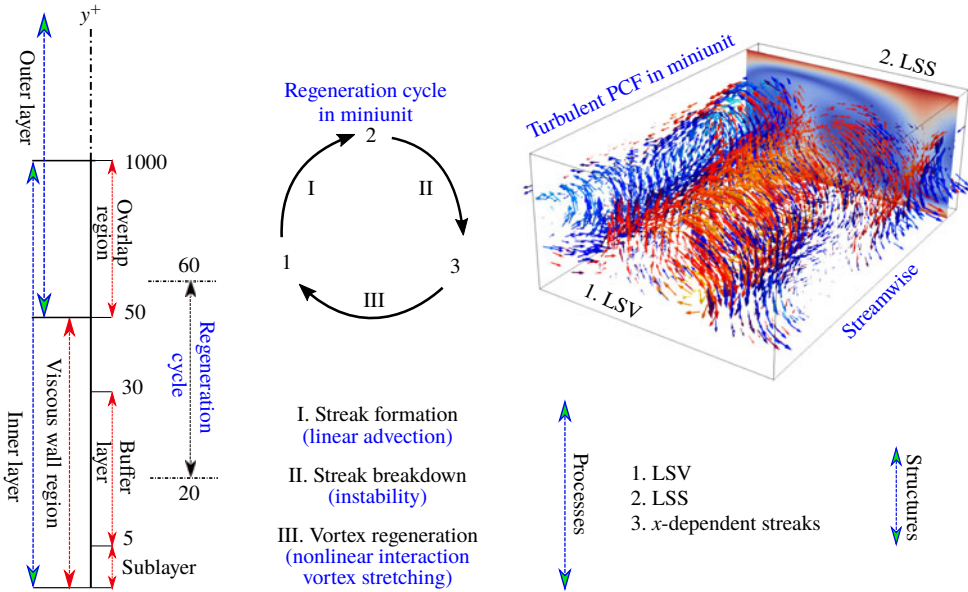 y+
Outer layer
1000
Overlap
region
60
50
Regeneration
cycle
Viscous wall region
Inner layer
30
Buffer
layer
20
5
Sublayer
Regeneration cycle
in miniunit
2
I
II
1
3
III
I. Streak formation
(linear advection)
II. Streak breakdown
(instability)
III. Vortex regeneration
(nonlinear interaction
vortex stretching)
Turbulent PCF in miniunit
2. LSS
1. LSV
Streamwise
Processes
1. LSV
2. LSS
3. x-dependent streaks
Structures